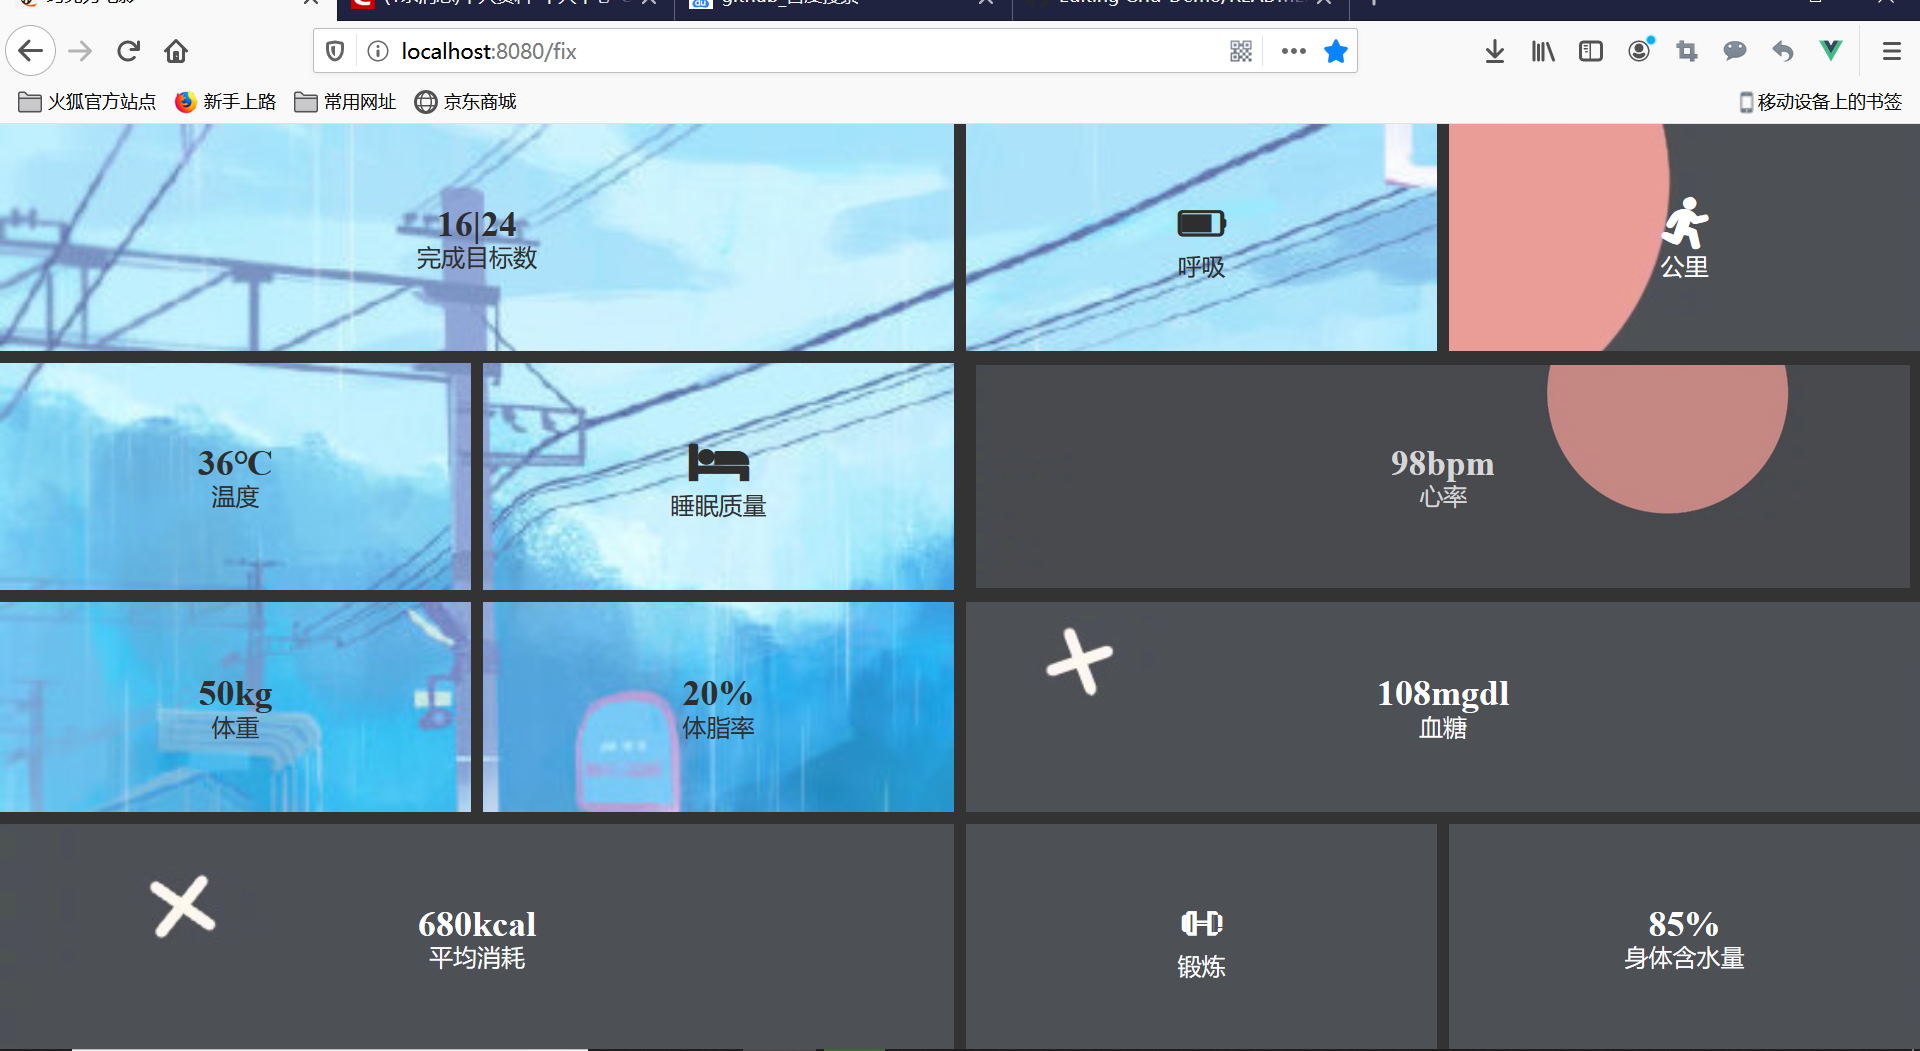 localhost:8080/fix
火狐官方站点
新手上路
常用网址
京东商城
移动设备上的书签
16|24
完成目标数
呼吸
公里
36°C
温度
睡眠质量
98bpm
心率
50kg
体重
20%
体脂率
108mgdl
血糖
680kcal
平均消耗
锻炼
85%
身体含水量